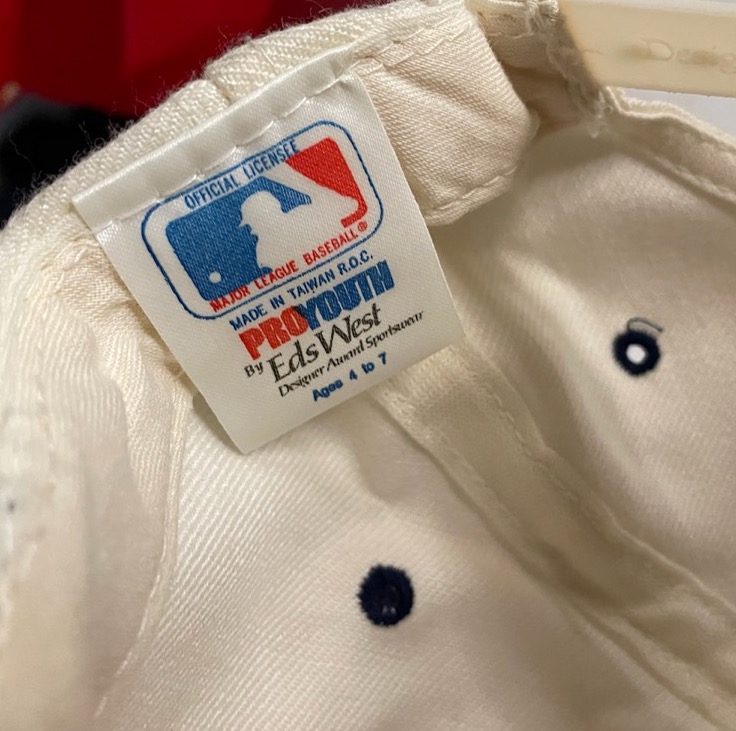 OFFICIAL LICENSEE
MAJOR LEAGUE BASEBALL®
MADE IN TAIWAN R.O.C.
PROYOUTH
By Eds West
Designer Award Sportswear
Ages 4 to 7